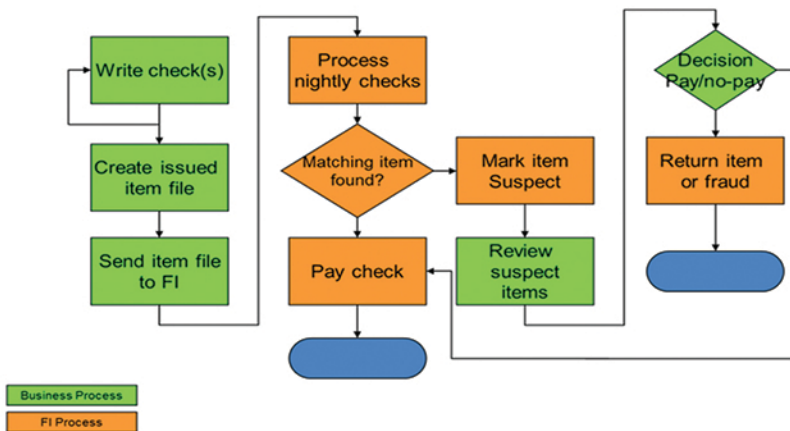 Write check(s)
Create issued
item file
Send item file
to FI
Process
nightly checks
Matching item
found?
Pay check
Mark item
Suspect
Review
suspect
items
Decision
Pay/no-pay
Return item
or fraud
Business Process
FI Process